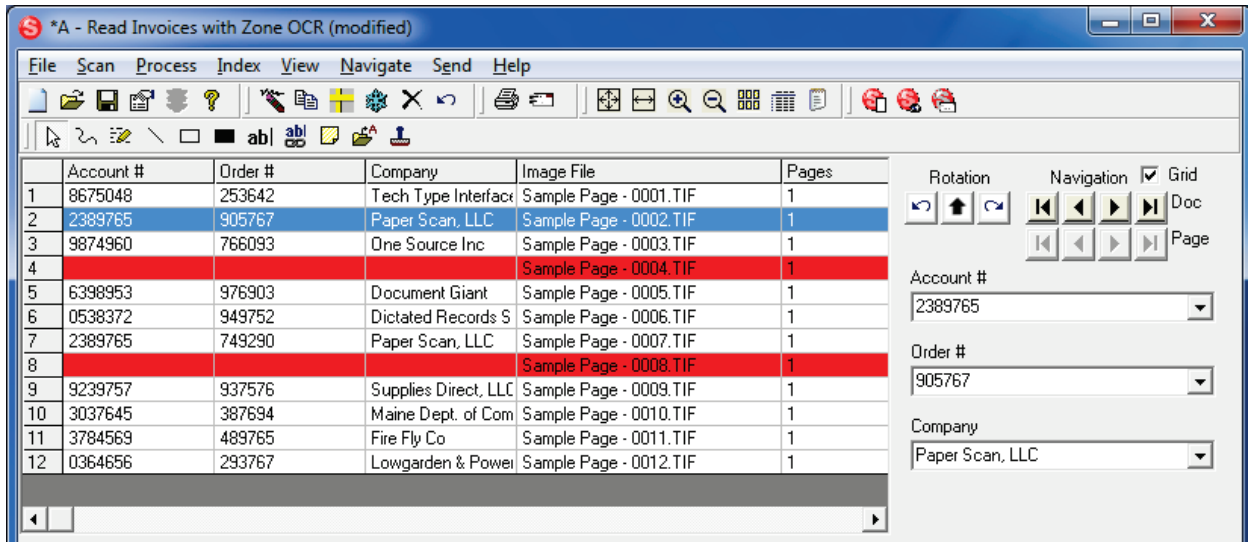 *A - Read Invoices with Zone OCR (modified)
File Scan Process Index View Navigate Send Help
ab| ab|
Account # Order # Company Image File Pages
1 8675048 253642 Tech Type Interface Sample Page - 0001.TIF 1
2 2389765 905767 Paper Scan, LLC Sample Page - 0002.TIF 1
3 9874960 766093 One Source Inc Sample Page - 0003.TIF 1
4 Sample Page - 0004.TIF 1
5 6398953 976903 Document Giant Sample Page - 0005.TIF 1
6 0538372 949752 Dictated Records S Sample Page - 0006.TIF 1
7 2389765 749290 Paper Scan, LLC Sample Page - 0007.TIF 1
8 Sample Page - 0008.TIF 1
9 9239757 937576 Supplies Direct, LLC Sample Page - 0009.TIF 1
10 3037645 387694 Maine Dept. of Com Sample Page - 0010.TIF 1
11 3784569 489765 Fire Fly Co Sample Page - 0011.TIF 1
12 0364656 293767 Lowgarden & Power Sample Page - 0012.TIF 1
Rotation Navigation Grid
Doc
Page
Account #
2389765
Order #
905767
Company
Paper Scan, LLC